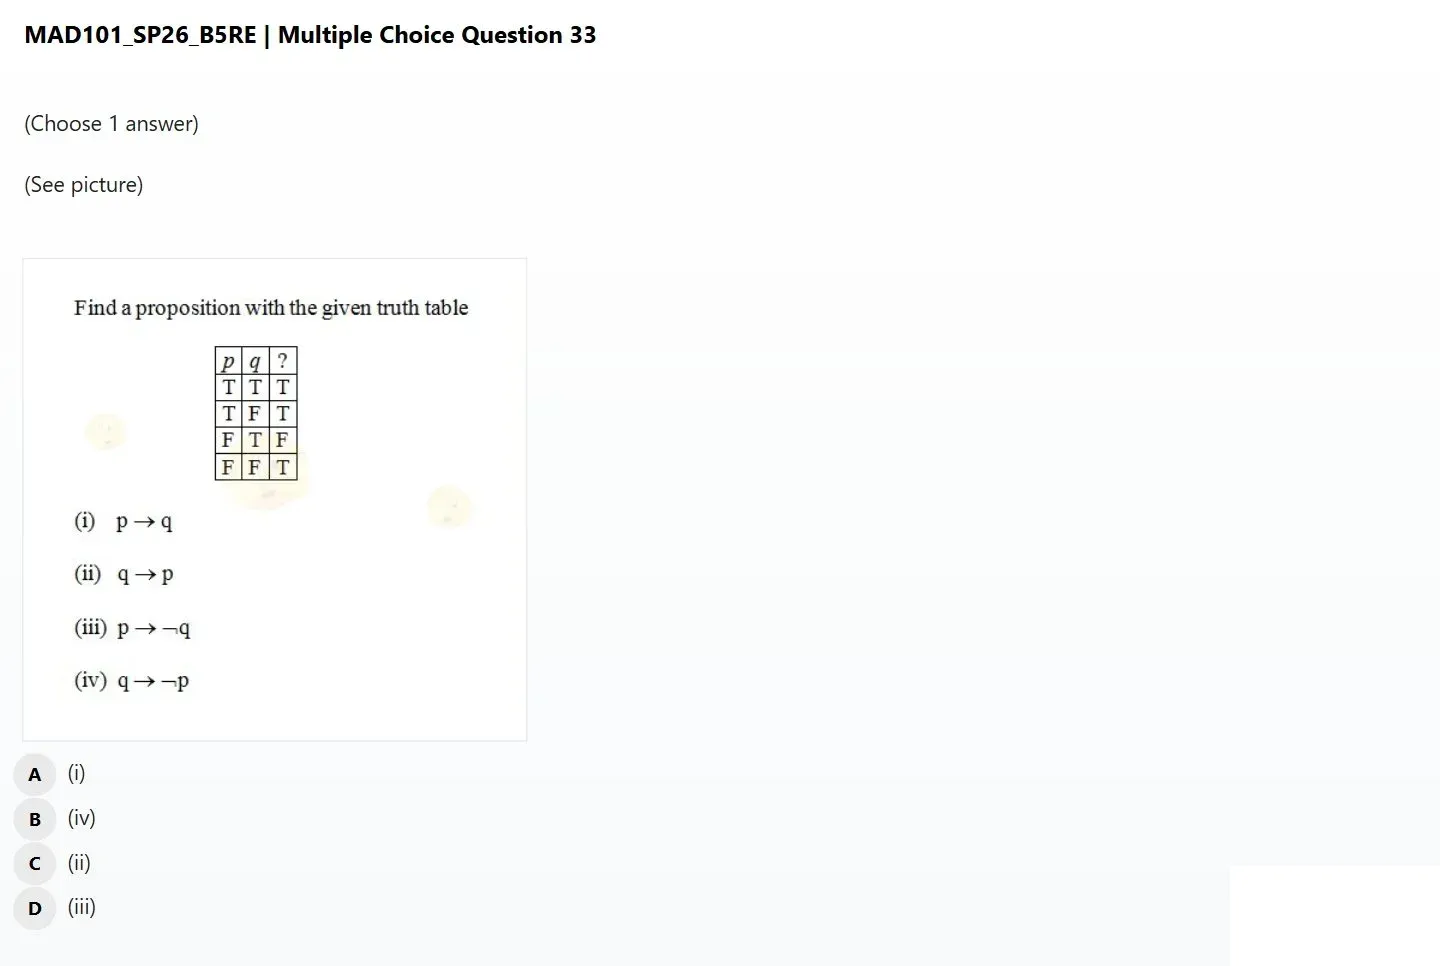 MAD101_SP26_B5RE | Multiple Choice Question 33
(Choose 1 answer)
(See picture)
Find a proposition with the given truth table
p q ?
T T T
T F T
F T F
F F T
(i) p → q
(ii) q → p
(iii) p → ¬q
(iv) q → ¬p
A (i)
B (iv)
C (ii)
D (iii)